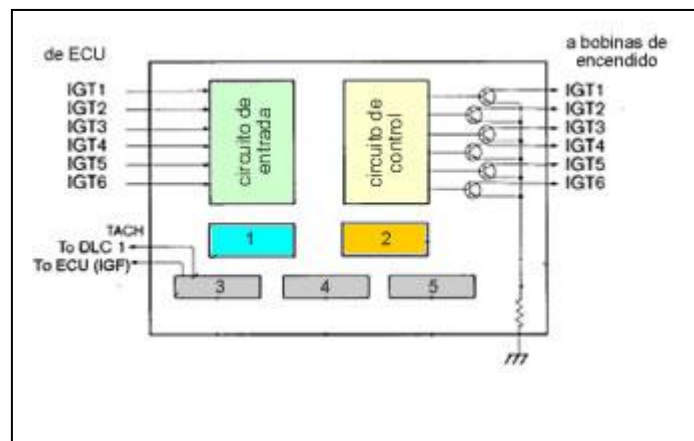 de ECU
a bobinas de
encendido
IGT1
IGT2
IGT3
IGT4
IGT5
IGT6
circuito de
entrada
circuito de
control
IGT1
IGT2
IGT3
IGT4
IGT5
IGT6
TACH
To DLC 1
To ECU (IGF)
1
2
3
4
5